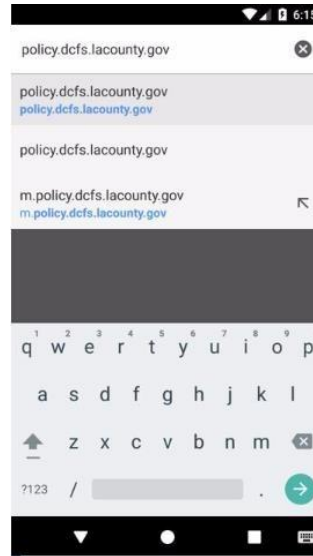 6:15
policy.dcfs.lacounty.gov
policy.dcfs.lacounty.gov
policy.dcfs.lacounty.gov
policy.dcfs.lacounty.gov
m.policy.dcfs.lacounty.gov
m.policy.dcfs.lacounty.gov
1 2 3 4 5 6 7 8 9
q w e r t y u i o p
a s d f g h j k l
z x c v b n m
?123 / .